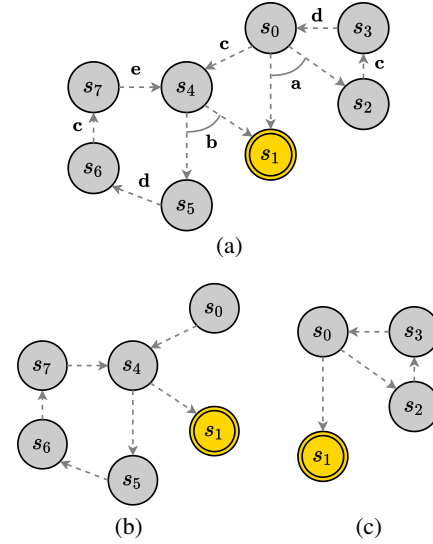 s₀ d s₃
c
s₇ e s₄ a c
s₂
c b s₁
s₆ d s₅
(a)
s₀
s₇ s₄
s₁
s₆ s₅
(b)
s₀ s₃
s₂
s₁
(c)